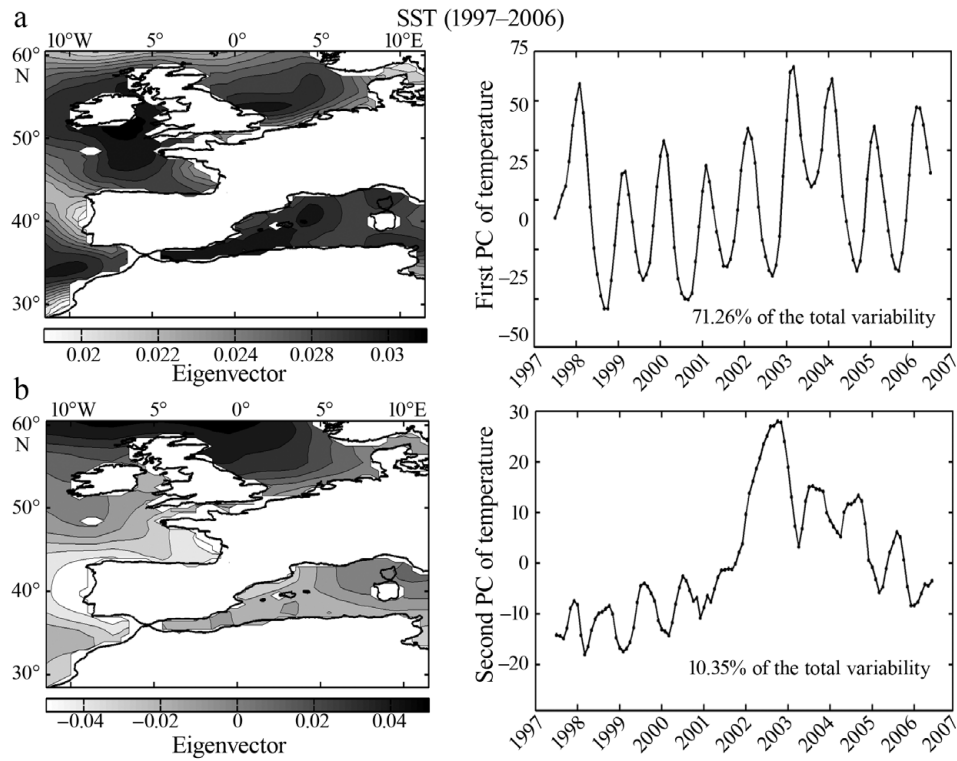 SST (1997–2006)
a
10°W 5° 0° 5° 10°E
60°
N
50°
40°
30°
0.02 0.022 0.024 0.028 0.03
Eigenvector
First PC of temperature
75
50
25
0
−25
−50
71.26% of the total variability
1997 1998 1999 2000 2001 2002 2003 2004 2005 2006 2007
b
10°W 5° 0° 5° 10°E
60°
N
50°
40°
30°
−0.04 −0.02 0 0.02 0.04
Eigenvector
Second PC of temperature
30
20
10
0
−10
−20
10.35% of the total variability
1997 1998 1999 2000 2001 2002 2003 2004 2005 2006 2007